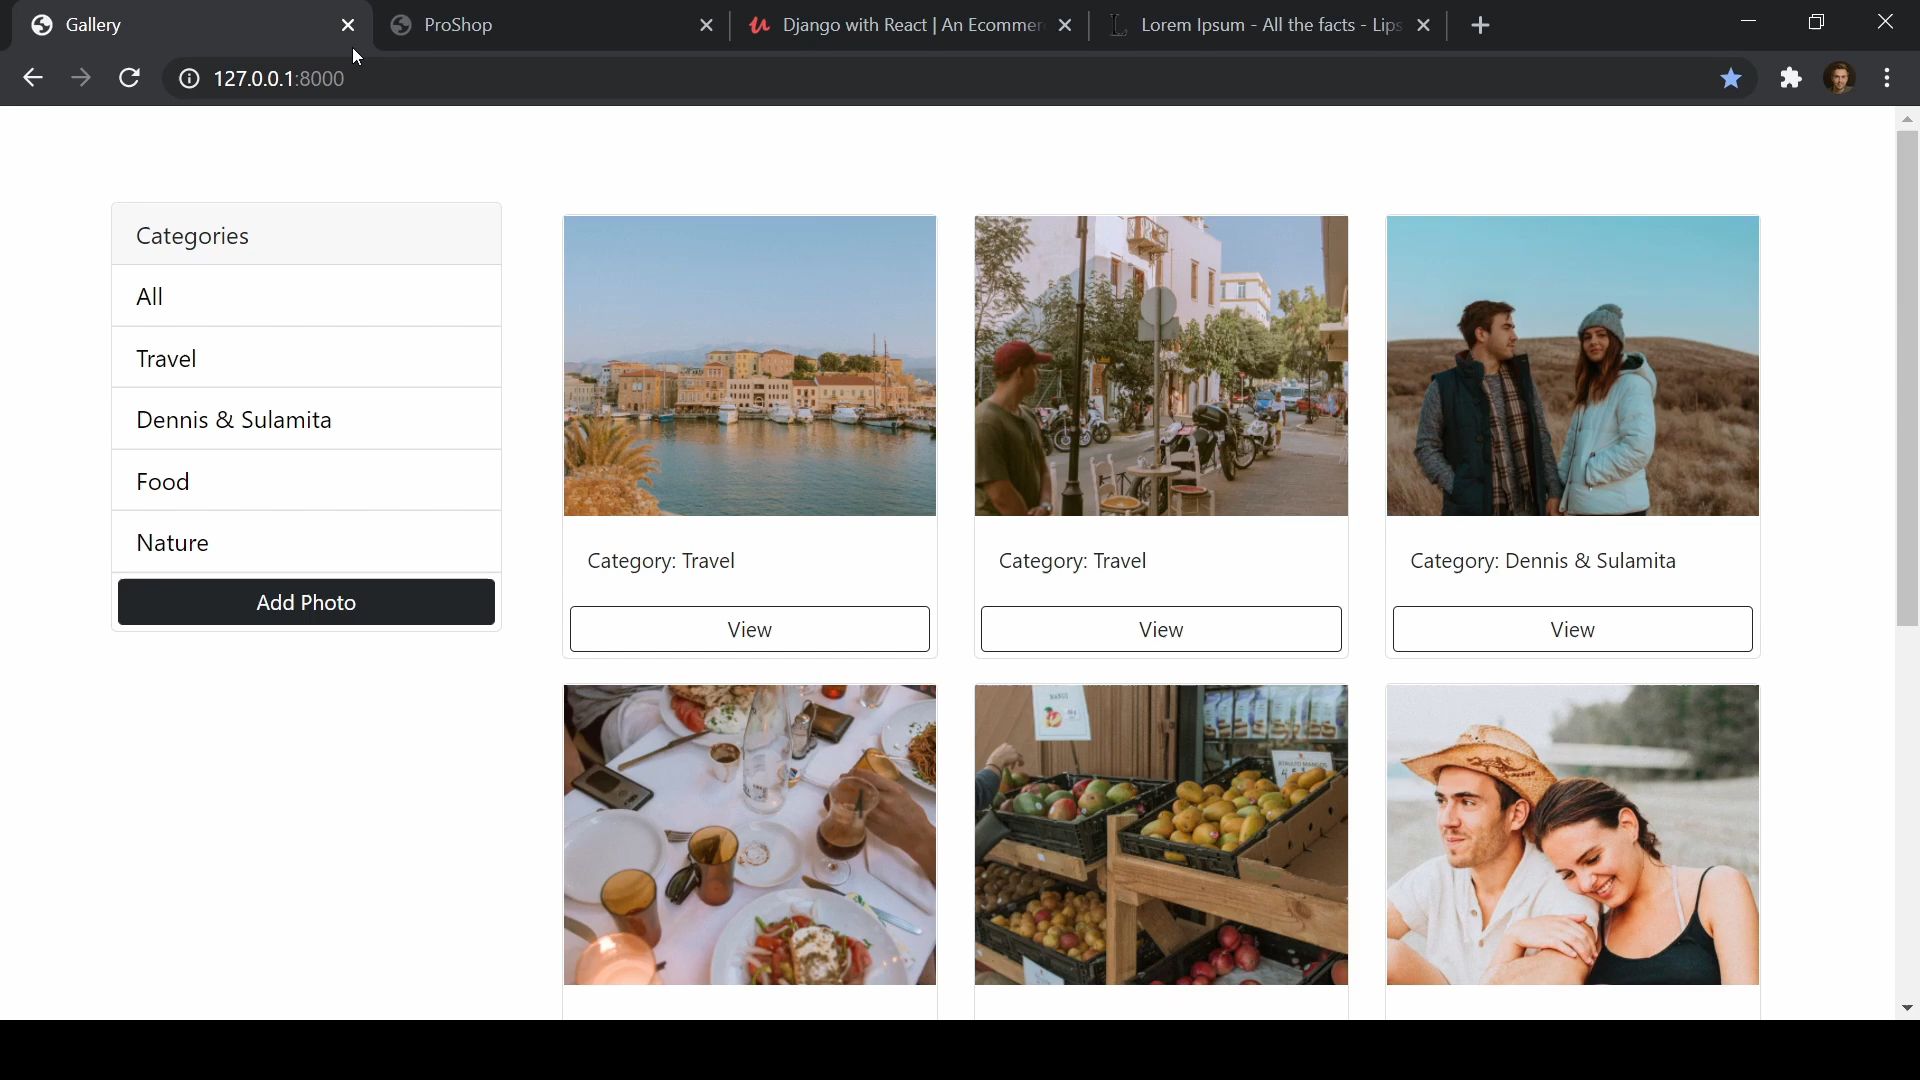 Gallery
ProShop
Django with React | An Ecommer
Lorem Ipsum - All the facts - Lips
127.0.0.1:8000
Categories
All
Travel
Dennis & Sulamita
Food
Nature
Add Photo
Category: Travel
Category: Travel
Category: Dennis & Sulamita
View
View
View